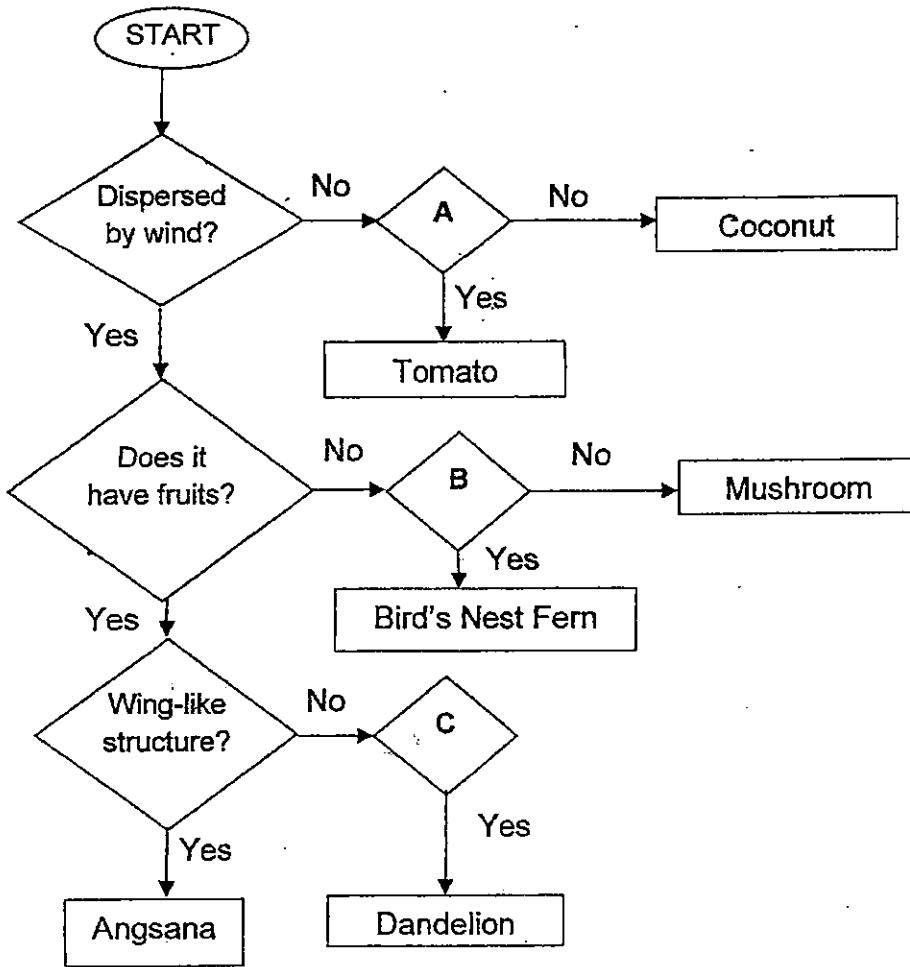 START
Dispersed
by wind?
No
A
No
Coconut
Yes
Yes
Tomato
Does it
have fruits?
No
B
No
Mushroom
Yes
Yes
Bird's Nest Fern
Wing-like
structure?
No
C
Yes
Yes
Angsana
Dandelion